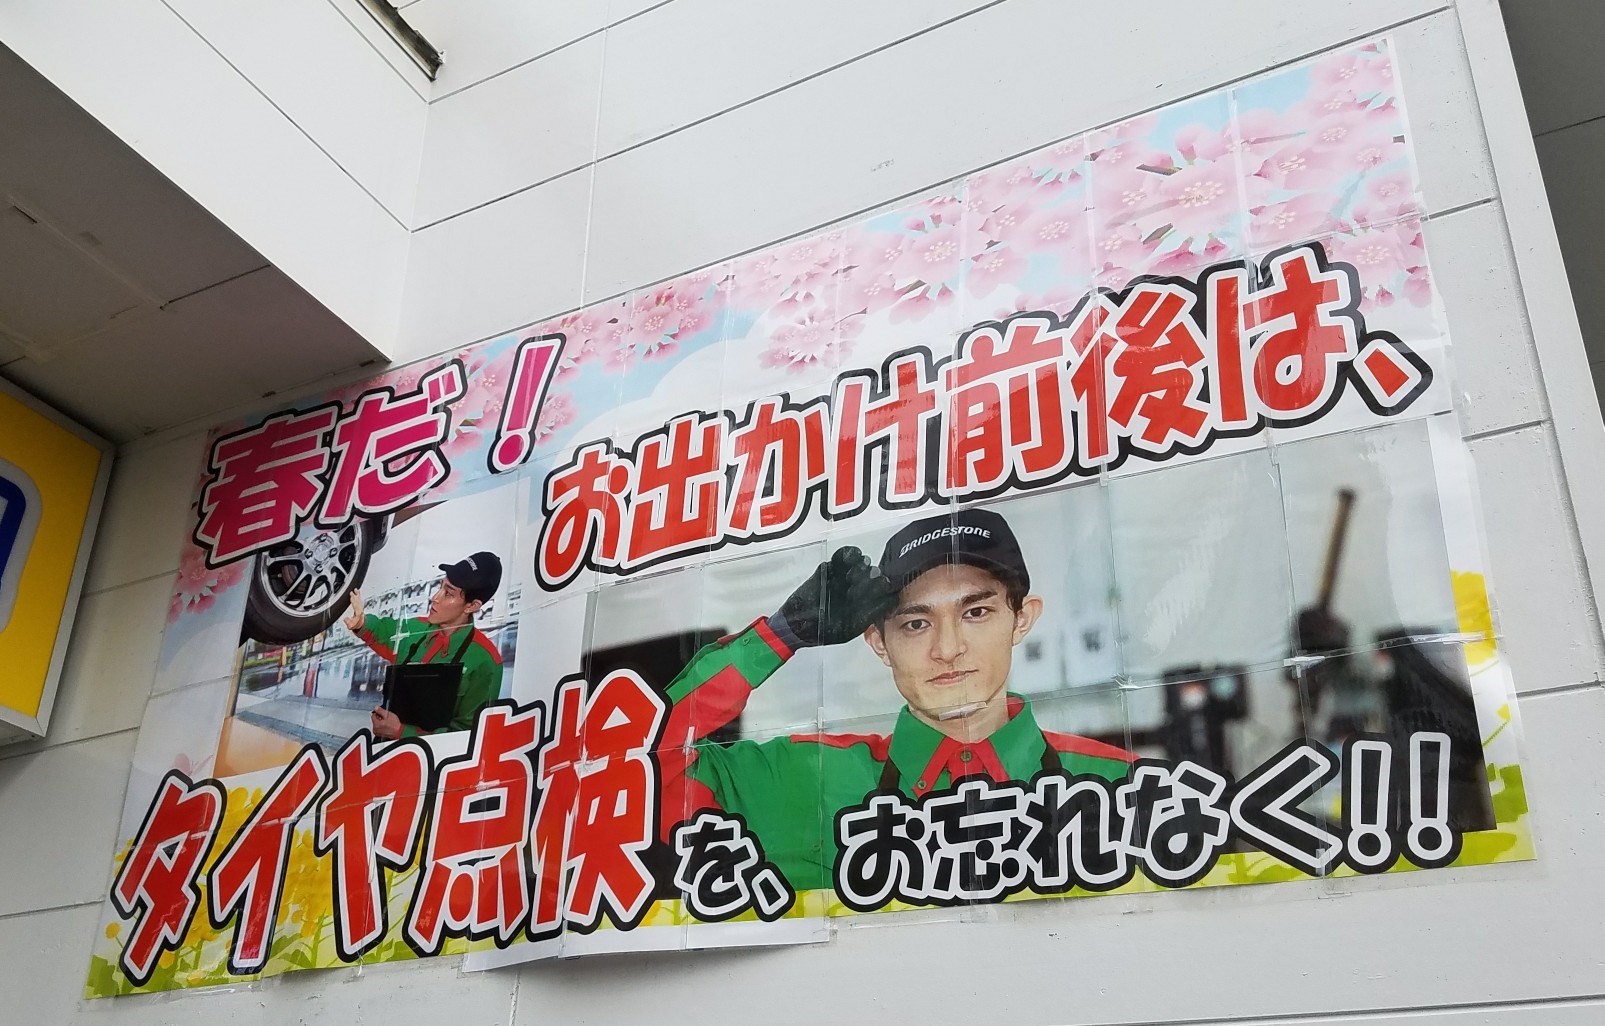 春だ！
お出かけ前後は、
BRIDGESTONE
タイヤ点検を、お忘れなく!!